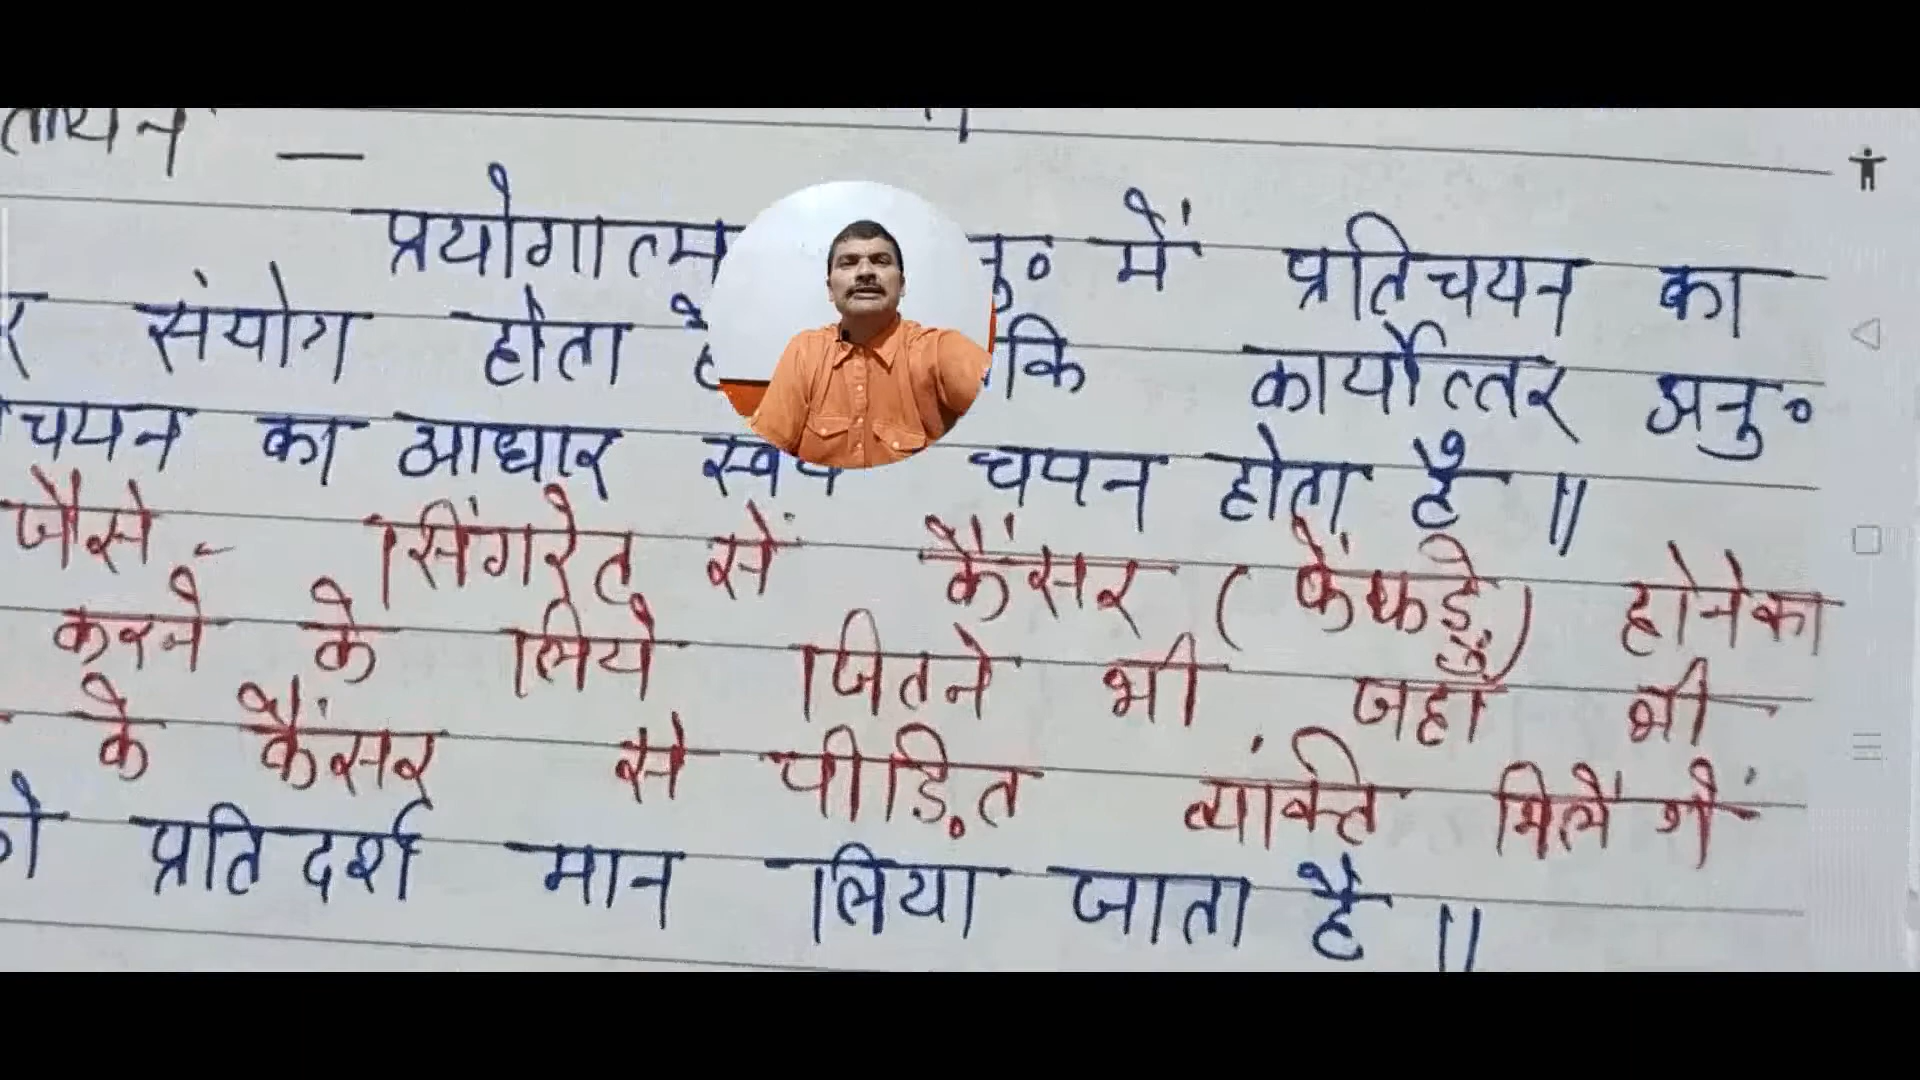 प्रयोगात्म नु० में प्रतिचयन का
र संयोग होता कि कार्योत्तर अनु०
चयन का आधार चयन होता है ॥
जैसे - सिंगरेट से कैंसर (फेंफड़े) होनेका
करने के लिये जितने भी जहाँ भी
के कैंसर से पीड़ित व्यक्ति मिलेंगें
प्रतिदर्श मान लिया जाता है ॥